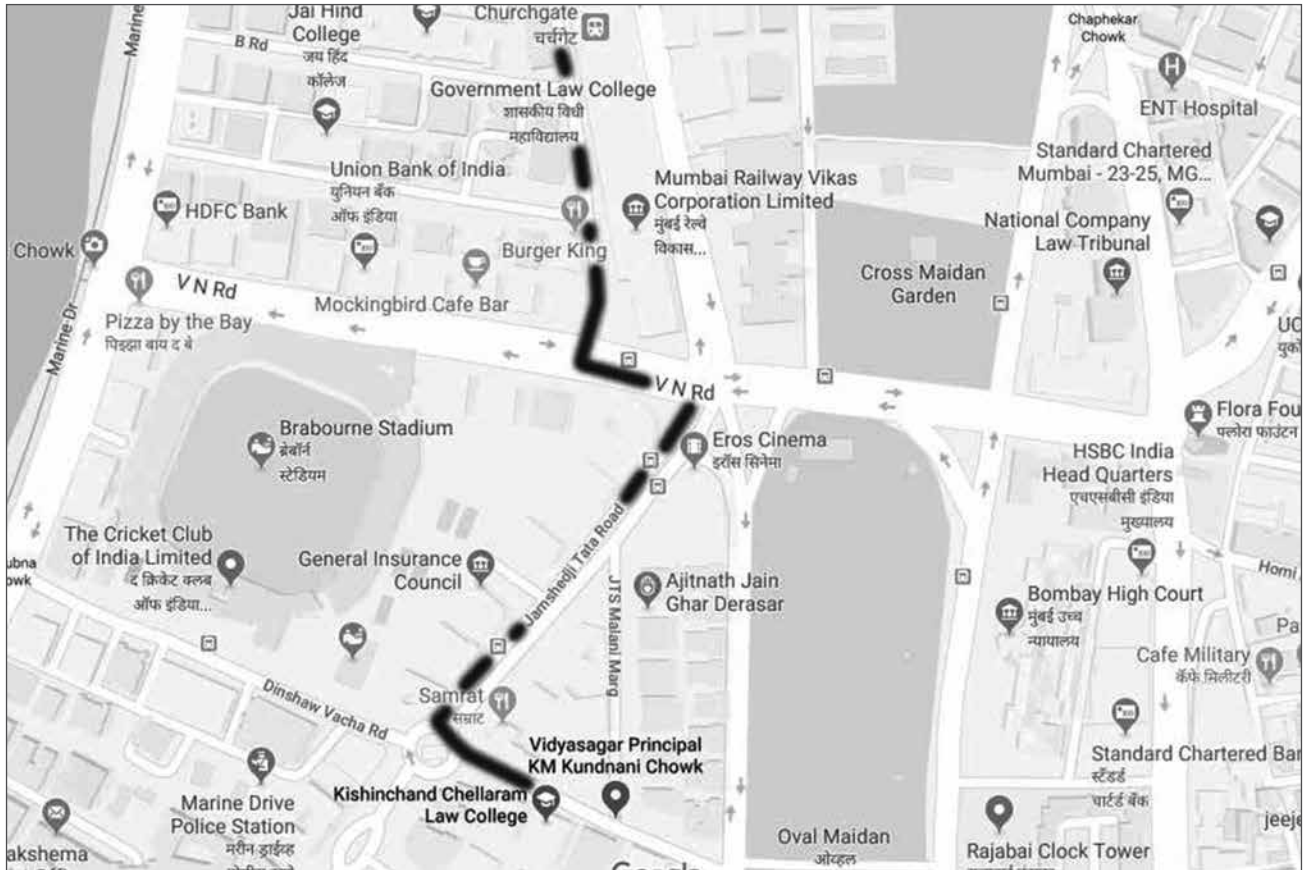 Jai Hind
College
जय हिंद
कॉलेज
Churchgate
चर्चगेट
Chaphekar
Chowk
Marine
B Rd
Government Law College
शासकीय विधी
महाविद्यालय
ENT Hospital
Union Bank of India
युनियन बँक
ऑफ इंडिया
Mumbai Railway Vikas
Corporation Limited
मुंबई रेल्वे
विकास...
Standard Chartered
Mumbai - 23-25, MG...
HDFC Bank
National Company
Law Tribunal
Chowk
Burger King
Cross Maidan
Garden
V N Rd
Mockingbird Cafe Bar
Pizza by the Bay
पिझ्झा बाय द बे
Marine Dr
UC
युको
V N Rd
Brabourne Stadium
ब्रेबॉर्न
स्टेडियम
Eros Cinema
इरॉस सिनेमा
Flora Fou
फ्लोरा फाउंटन
HSBC India
Head Quarters
एचएसबीसी इंडिया
मुख्यालय
The Cricket Club
of India Limited
द क्रिकेट क्लब
ऑफ इंडिया...
General Insurance
Council
Jamshedji Tata Road
ubna
owk
Homi
Ajitnath Jain
Ghar Derasar
JTS Malani Marg
Bombay High Court
मुंबई उच्च
न्यायालय
Pa
Cafe Military
कॅफे मिलीटरी
Dinshaw Vacha Rd
Samrat
सम्राट
Vidyasagar Principal
KM Kundnani Chowk
Standard Chartered Ban
स्टँडर्ड
चार्टर्ड बँक
Kishinchand Chellaram
Law College
Marine Drive
Police Station
मरीन ड्राईव्ह
akshema
Oval Maidan
ओव्हल
Rajabai Clock Tower
jeeje